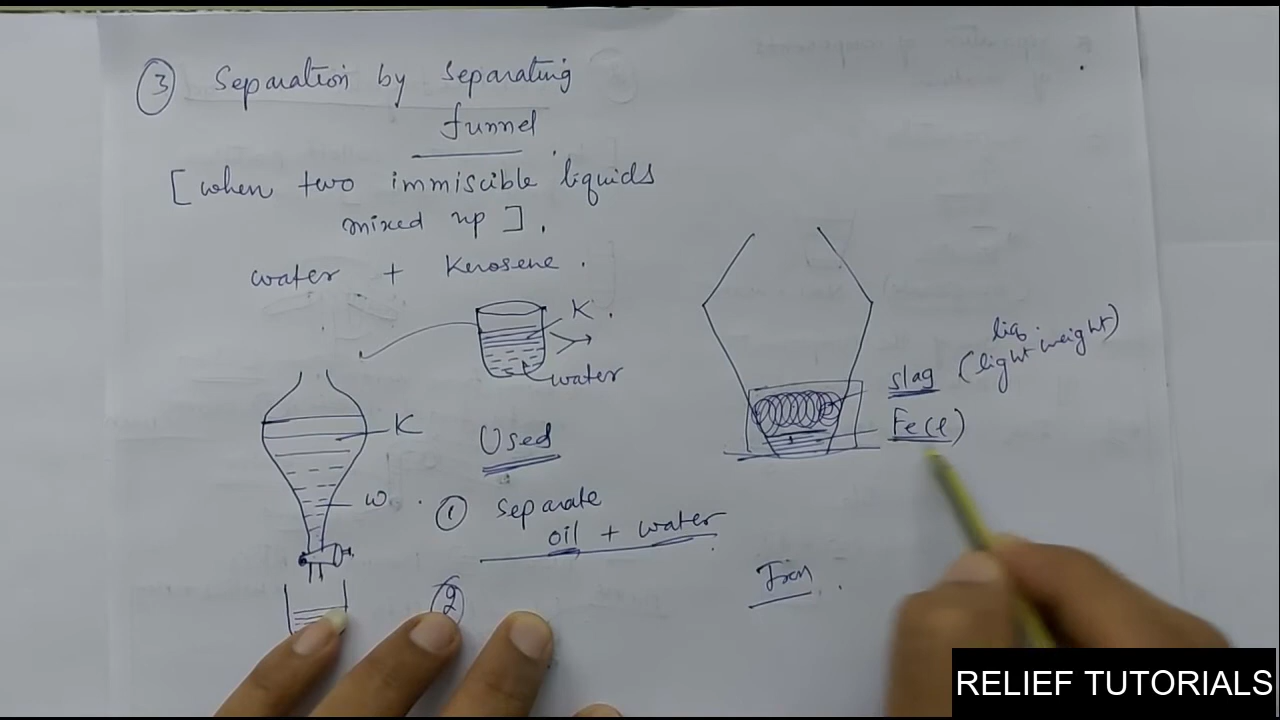 ③ Separation by separating
funnel
[when two immiscible liquids
mixed up].
water + Kerosene.
K.
water
K
w.
Used
① separate
oil + water
②
liq.
slag (light weight)
Fe(l)
Iron.
RELIEF TUTORIALS